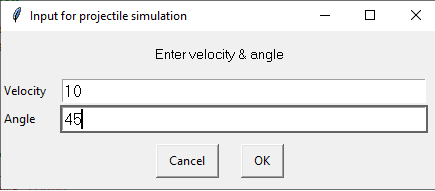 Input for projectile simulation
Enter velocity & angle
Velocity 10
Angle 45
Cancel OK